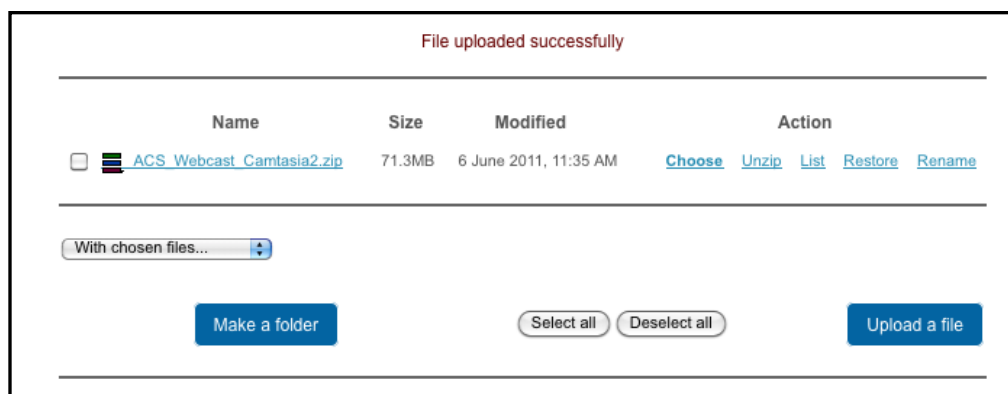 File uploaded successfully
Name Size Modified Action
ACS_Webcast_Camtasia2.zip 71.3MB 6 June 2011, 11:35 AM Choose Unzip List Restore Rename
With chosen files...
Make a folder Select all Deselect all Upload a file